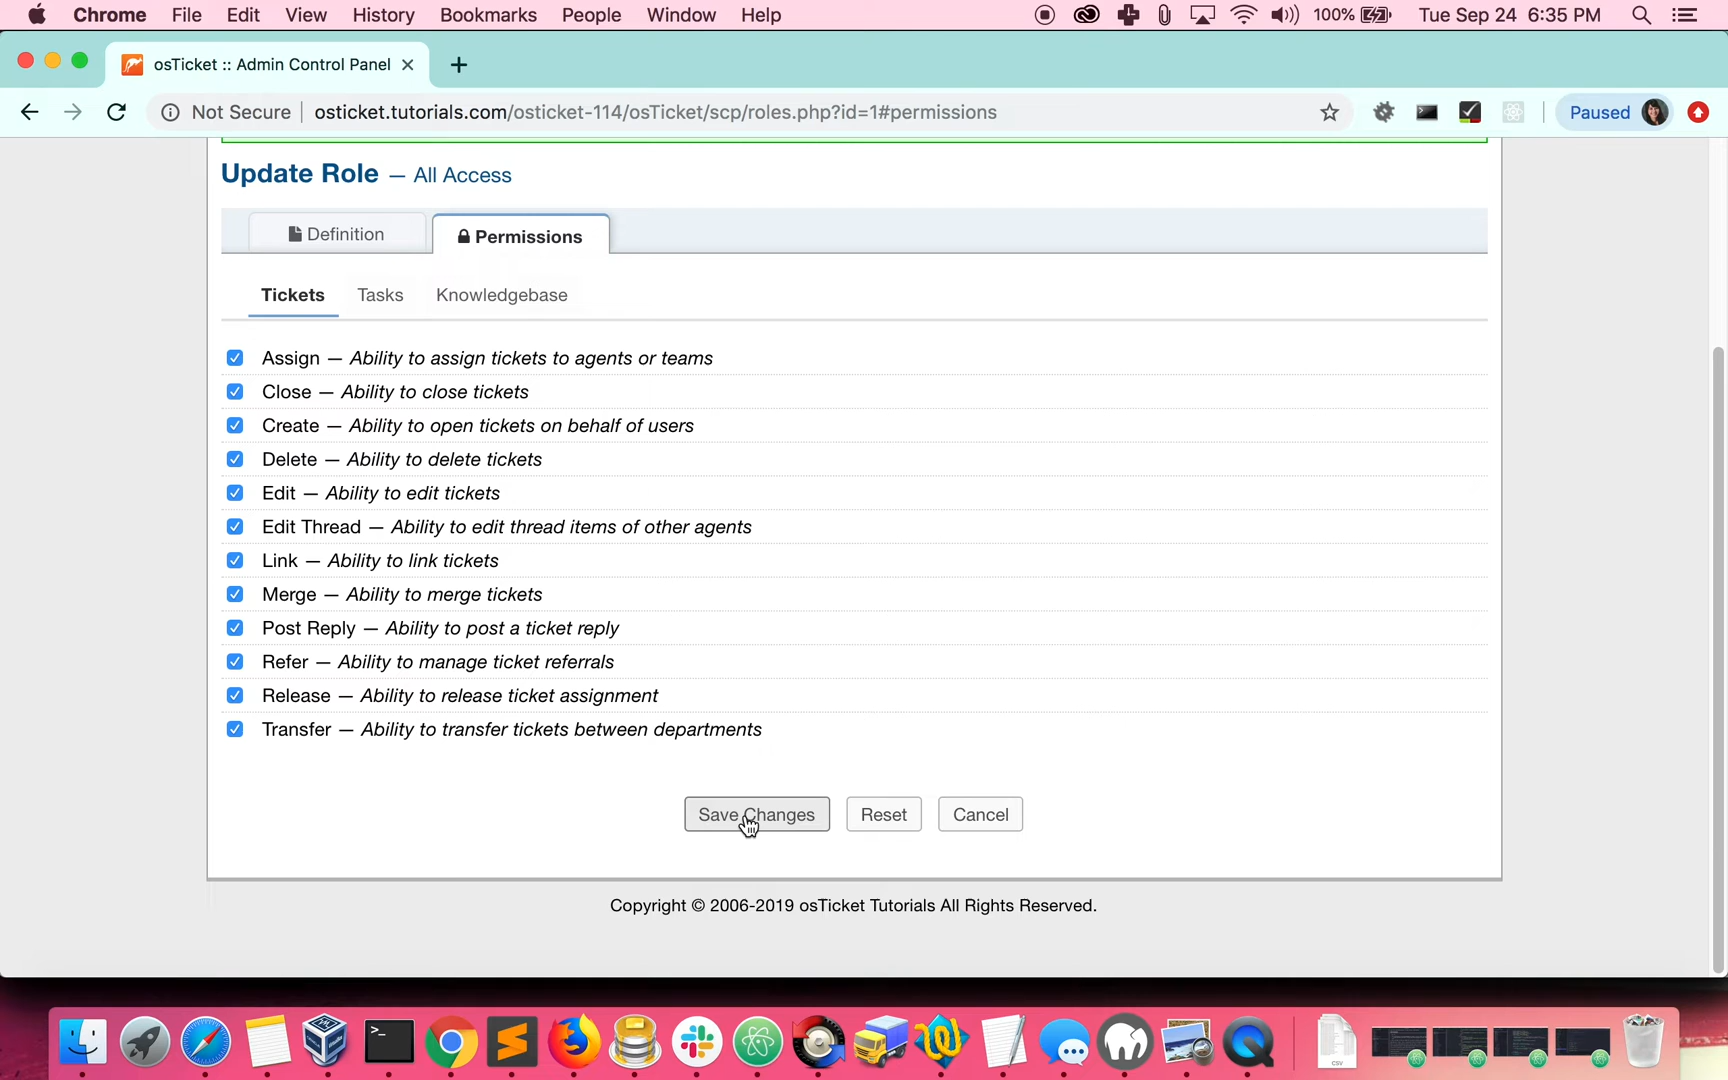 Chrome File Edit View History Bookmarks People Window Help 100% Tue Sep 24 6:35 PM
osTicket :: Admin Control Panel
Not Secure osticket.tutorials.com/osticket-114/osTicket/scp/roles.php?id=1#permissions Paused
Update Role — All Access
Definition Permissions
Tickets Tasks Knowledgebase
Assign — Ability to assign tickets to agents or teams
Close — Ability to close tickets
Create — Ability to open tickets on behalf of users
Delete — Ability to delete tickets
Edit — Ability to edit tickets
Edit Thread — Ability to edit thread items of other agents
Link — Ability to link tickets
Merge — Ability to merge tickets
Post Reply — Ability to post a ticket reply
Refer — Ability to manage ticket referrals
Release — Ability to release ticket assignment
Transfer — Ability to transfer tickets between departments
Save Changes Reset Cancel
Copyright © 2006-2019 osTicket Tutorials All Rights Reserved.
CSV